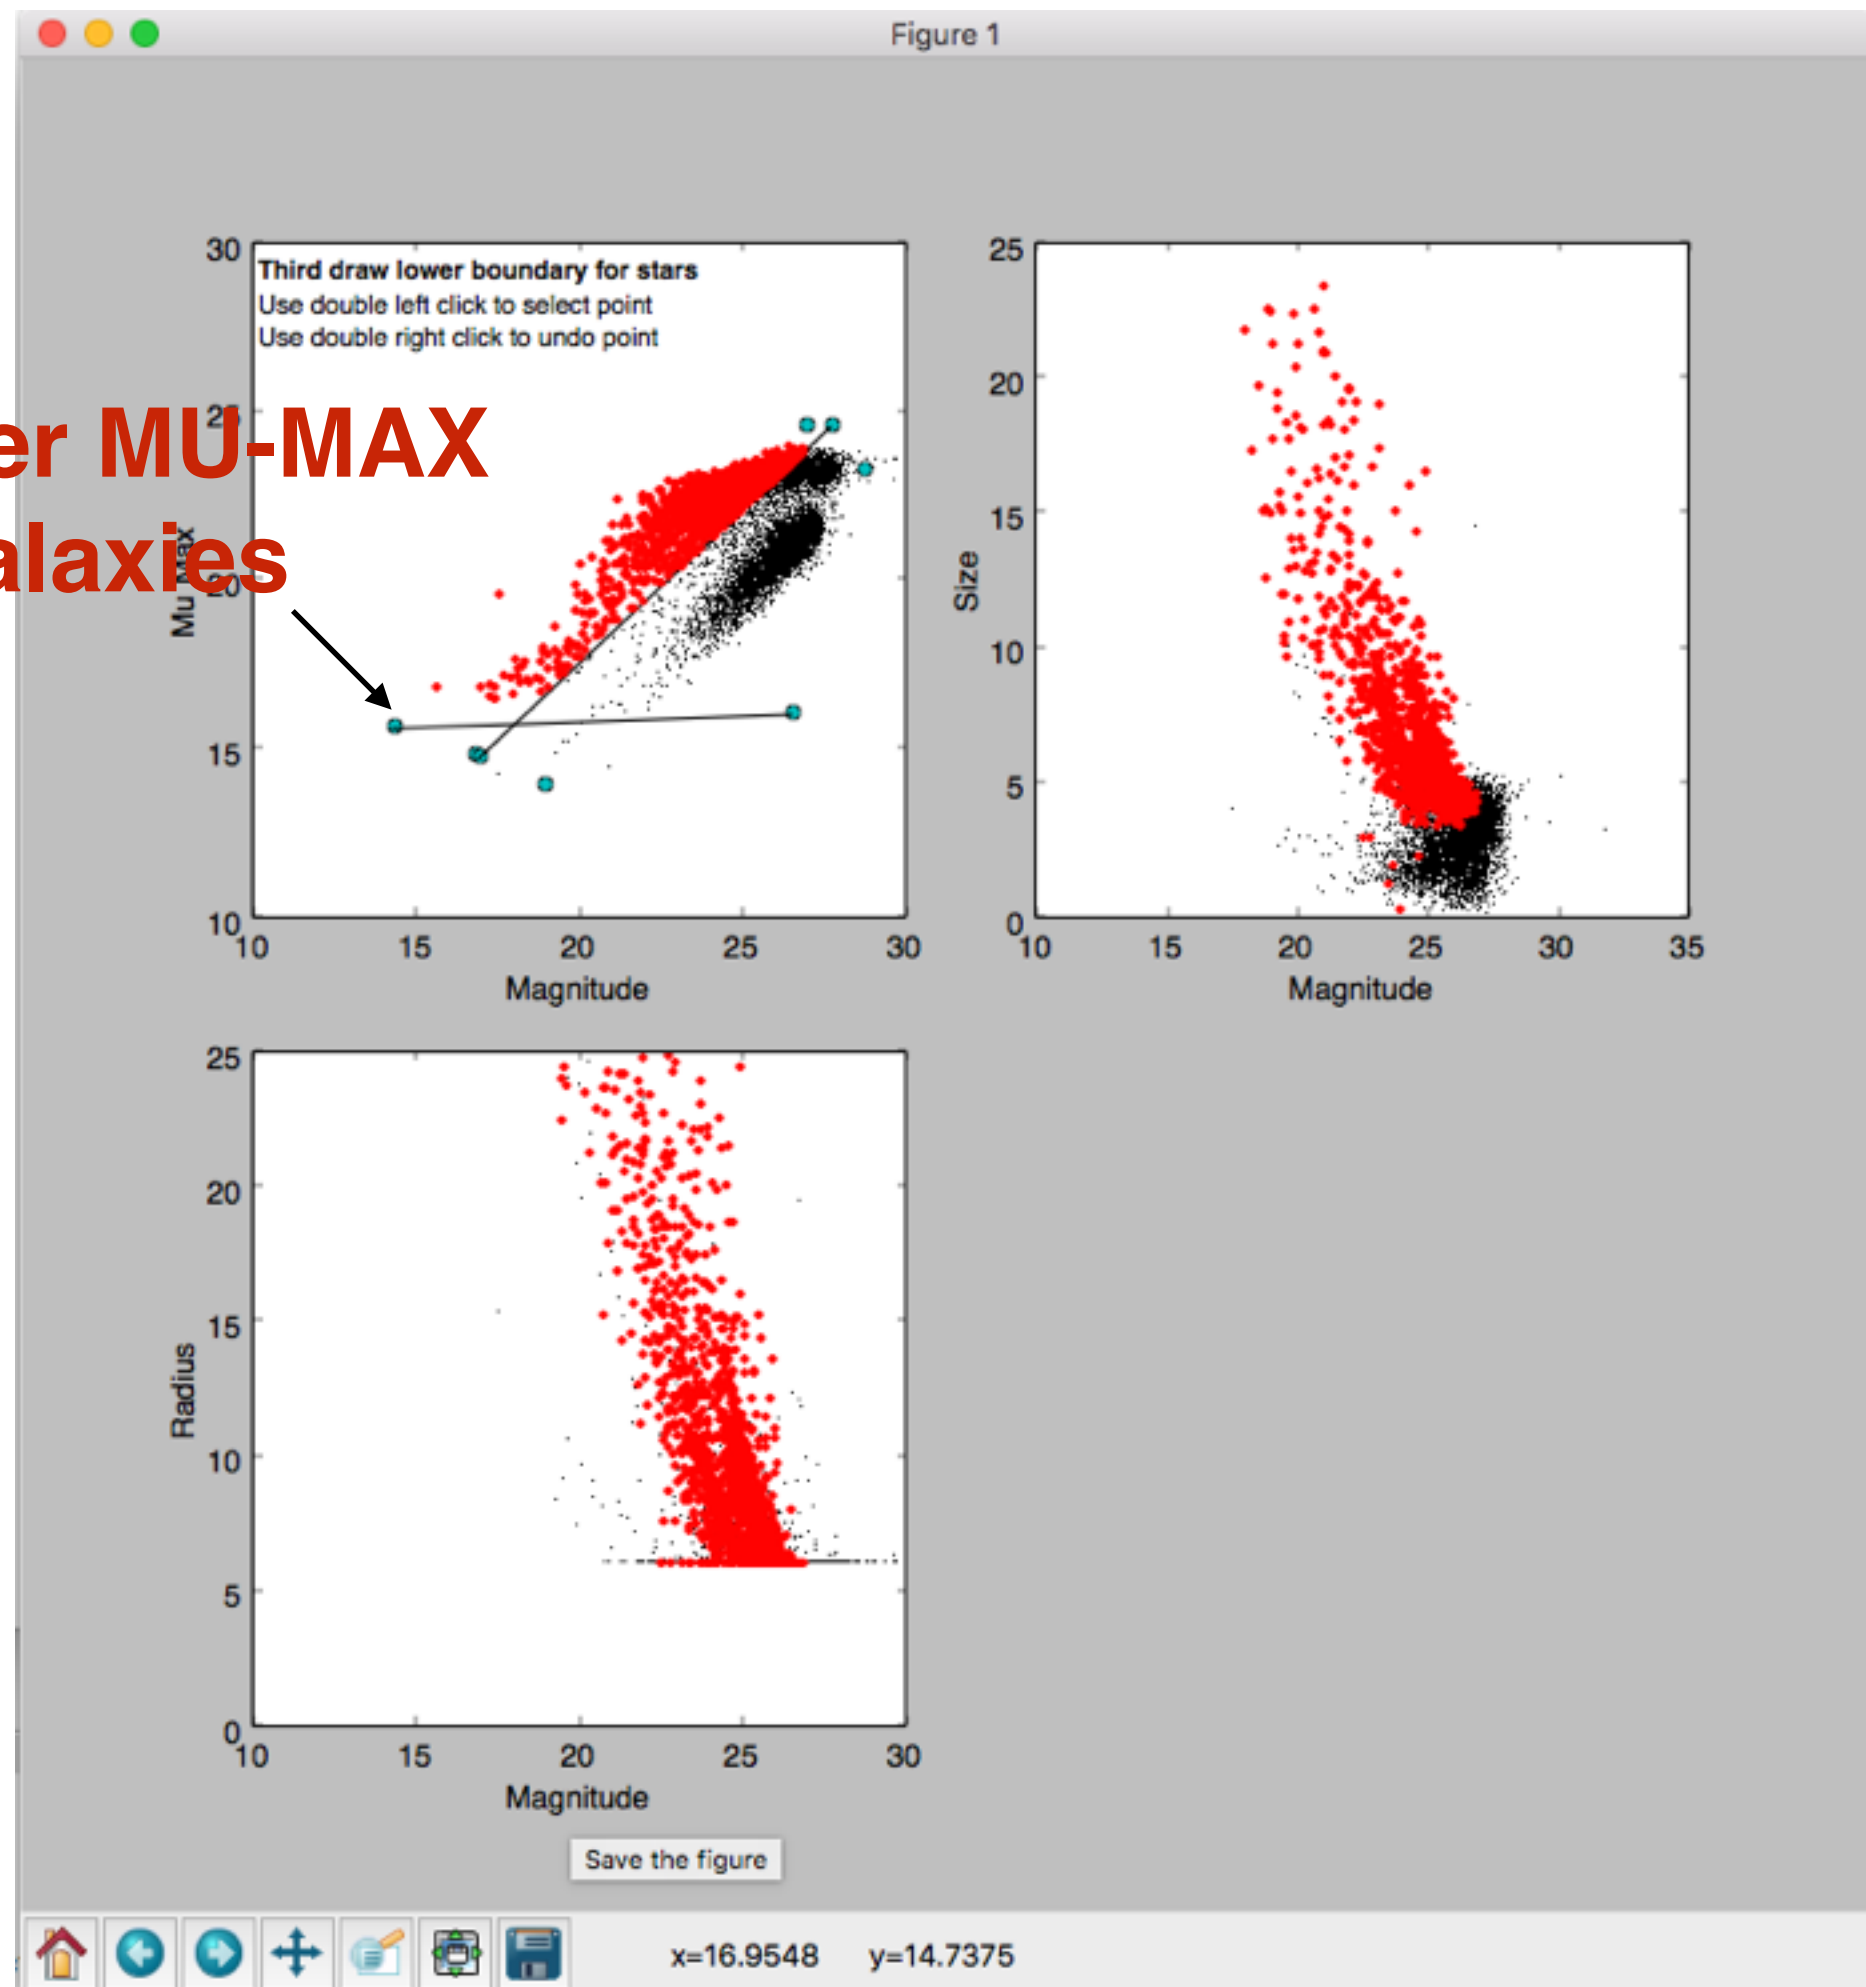 Figure 1
30
Third draw lower boundary for stars
Use double left click to select point
Use double right click to undo point
er MU-MAX
alaxies
Mu Max
25
20
15
10
10 15 20 25 30
Magnitude
25
20
15
10
5
0
Size
10 15 20 25 30 35
Magnitude
25
20
15
10
5
0
Radius
10 15 20 25 30
Magnitude
Save the figure
x=16.9548 y=14.7375